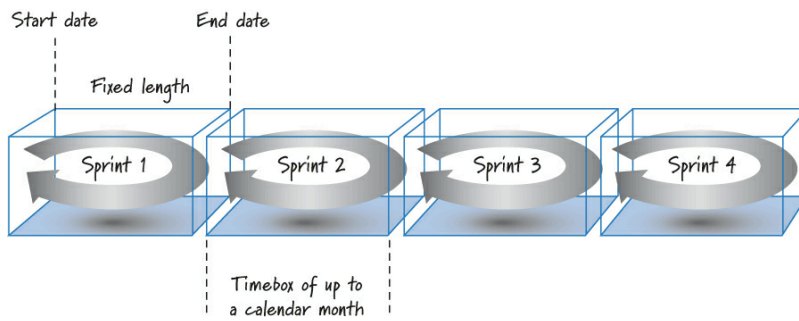 Start date
End date
Fixed length
Sprint 1
Sprint 2
Sprint 3
Sprint 4
Timebox of up to
a calendar month